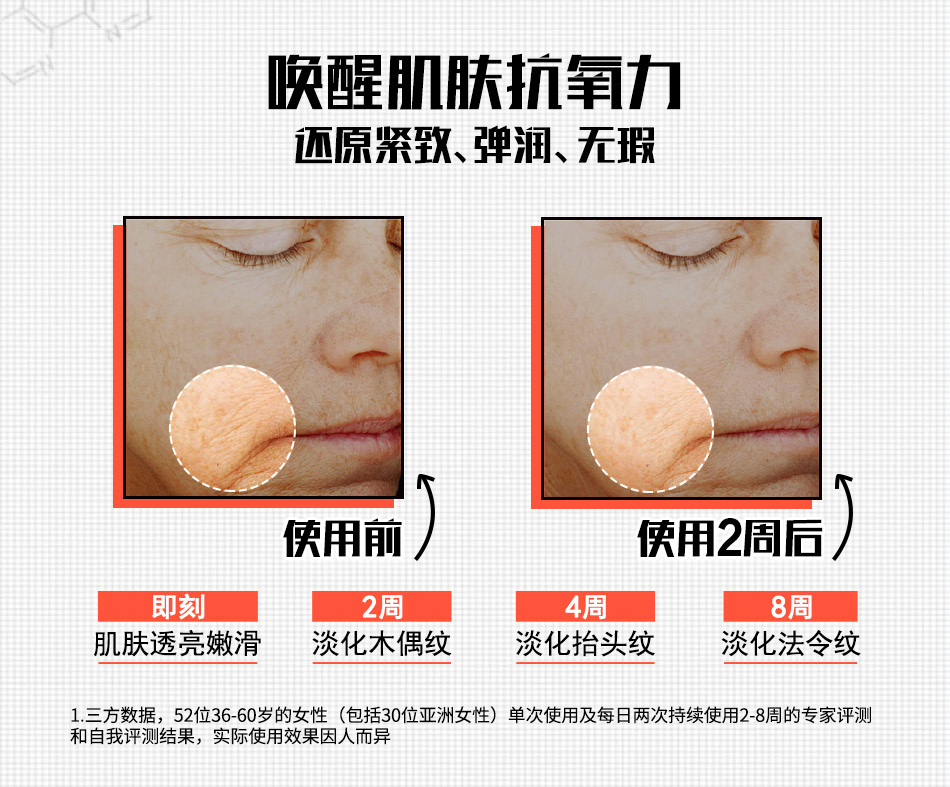 唤醒肌肤抗氧力
还原紧致、弹润、无瑕
使用前
使用2周后
即刻
肌肤透亮嫩滑
2周
淡化木偶纹
4周
淡化抬头纹
8周
淡化法令纹
1.三方数据，52位36-60岁的女性（包括30位亚洲女性）单次使用及每日两次持续使用2-8周的专家评测
和自我评测结果，实际使用效果因人而异